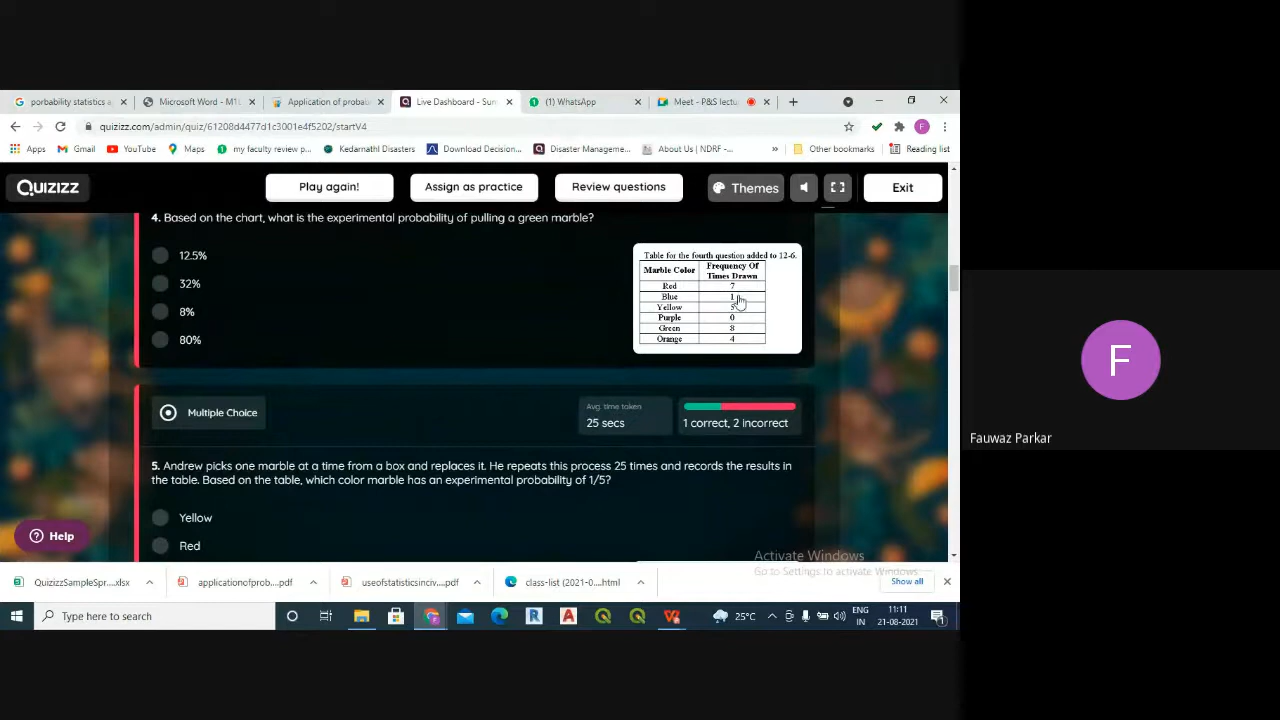 porbability statistics a
Microsoft Word - M1L
Application of probab
Live Dashboard - Sum
(1) WhatsApp
Meet - P&S lectu
quizizz.com/admin/quiz/61208d4477d1c3001e4f5202/startV4
F
Apps
Gmail
YouTube
Maps
my faculty review p...
Kedarnath Disasters
Download Decision...
Disaster Manageme...
About Us | NDRF -...
»
Other bookmarks
Reading list
QUIZIZZ
Play again!
Assign as practice
Review questions
Themes
Exit
4. Based on the chart, what is the experimental probability of pulling a green marble?
12.5%
32%
8%
80%
Table for the fourth question added to 12-6.
Marble Color Frequency Of Times Drawn
Red 7
Blue 1
Yellow 5
Purple 0
Green 8
Orange 4
Multiple Choice
Avg. time taken
25 secs
1 correct, 2 incorrect
5. Andrew picks one marble at a time from a box and replaces it. He repeats this process 25 times and records the results in
the table. Based on the table, which color marble has an experimental probability of 1/5?
Yellow
Red
Help
Activate Windows
Go to Settings to activate Windows.
QuizizzSampleSpr....xlsx
applicationofprob....pdf
useofstatisticsinciv....pdf
class-list (2021-0....html
Show all
Type here to search
25°C
ENG
IN
11:11
21-08-2021
1
F
Fauwaz Parkar